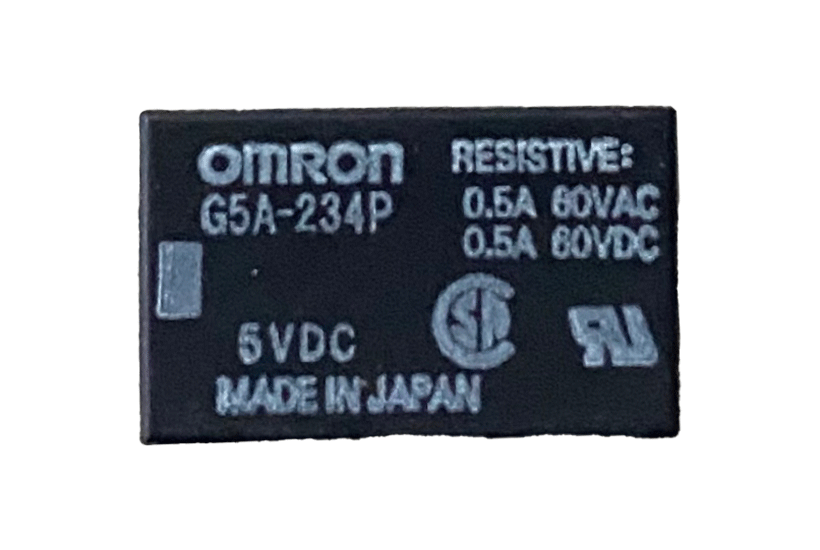 omRon
G5A-234P
RESISTIVE:
0.5A 60VAC
0.5A 60VDC
5VDC
MADE IN JAPAN